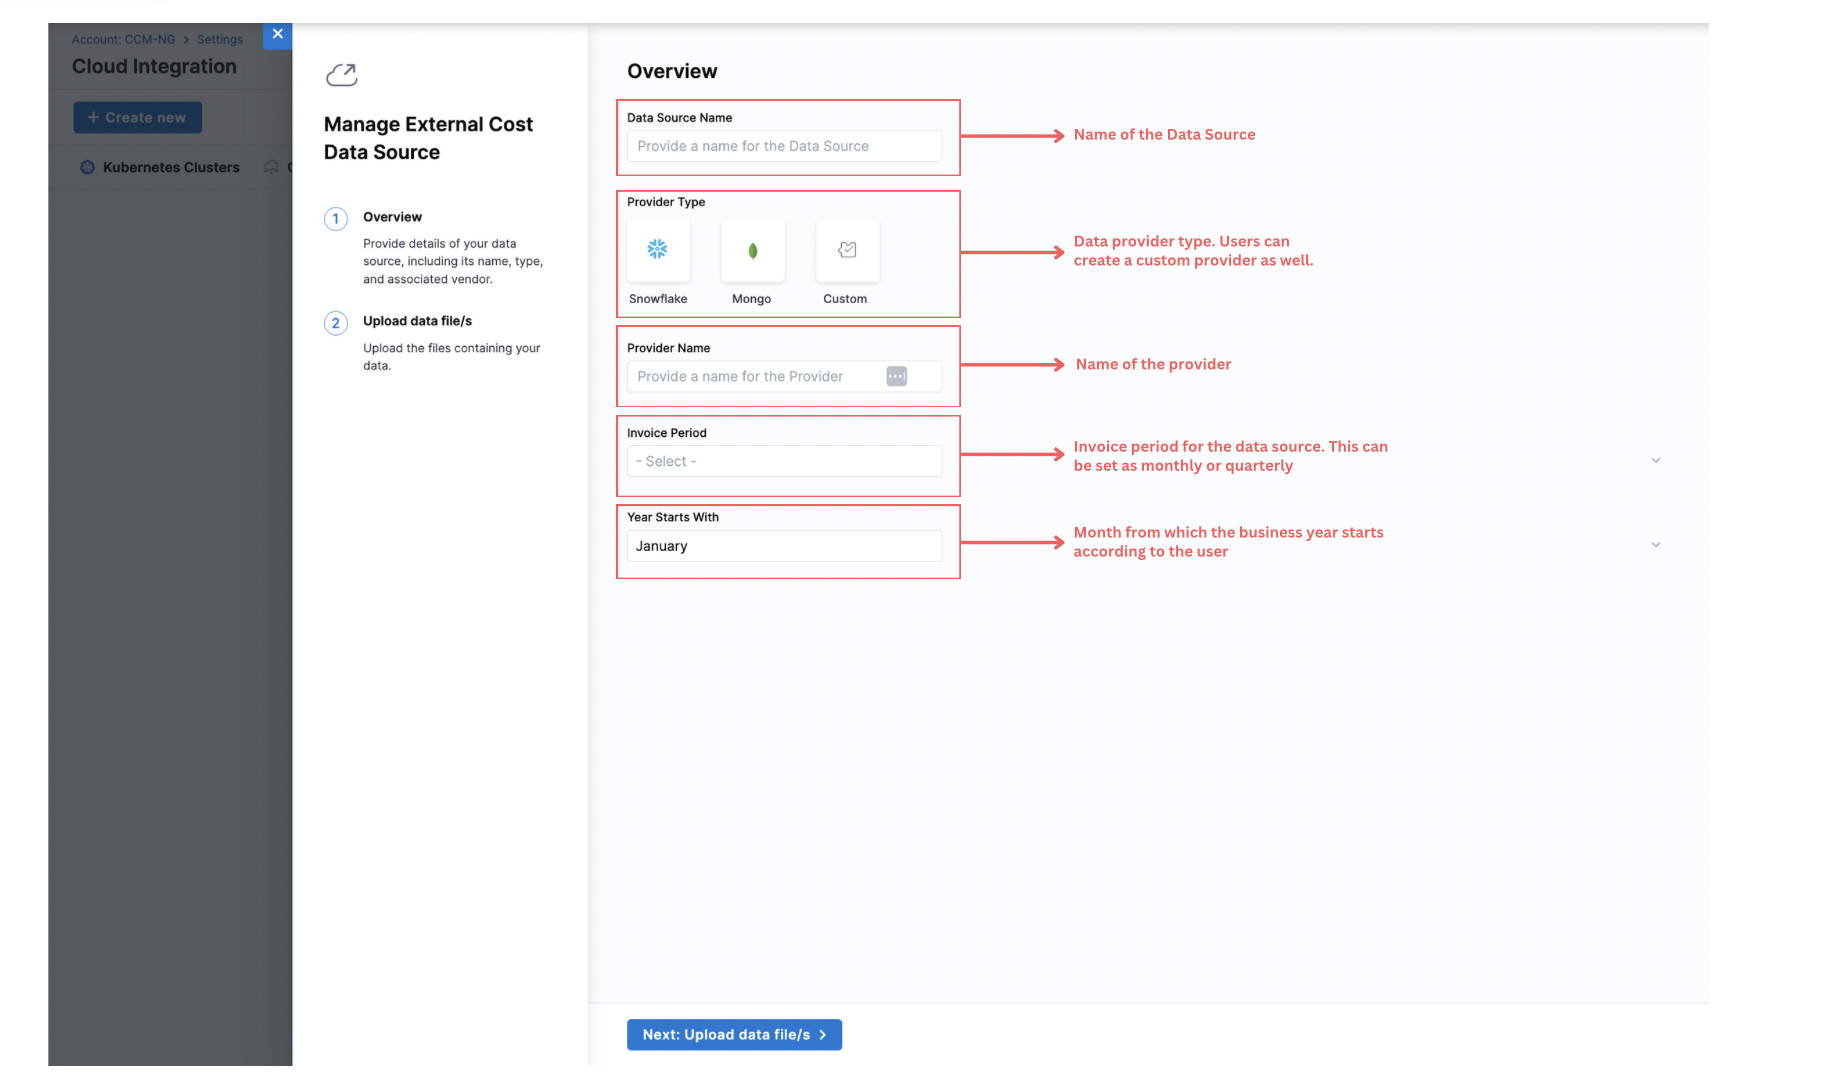 Account: CCM-NG > Settings
Cloud Integration
+ Create new
Kubernetes Clusters
Manage External Cost
Data Source
1 Overview
Provide details of your data
source, including its name, type,
and associated vendor.
2 Upload data file/s
Upload the files containing your
data.
Overview
Data Source Name
Provide a name for the Data Source
Name of the Data Source
Provider Type
Snowflake Mongo Custom
Data provider type. Users can
create a custom provider as well.
Provider Name
Provide a name for the Provider
Name of the provider
Invoice Period
- Select -
Invoice period for the data source. This can
be set as monthly or quarterly
Year Starts With
January
Month from which the business year starts
according to the user
Next: Upload data file/s >